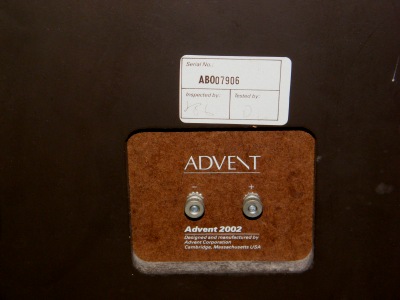 Serial No.:
AB007906
Inspected by: Tested by:
ADVENT
- +
Advent 2002
Designed and manufactured by
Advent Corporation
Cambridge, Massachusetts USA